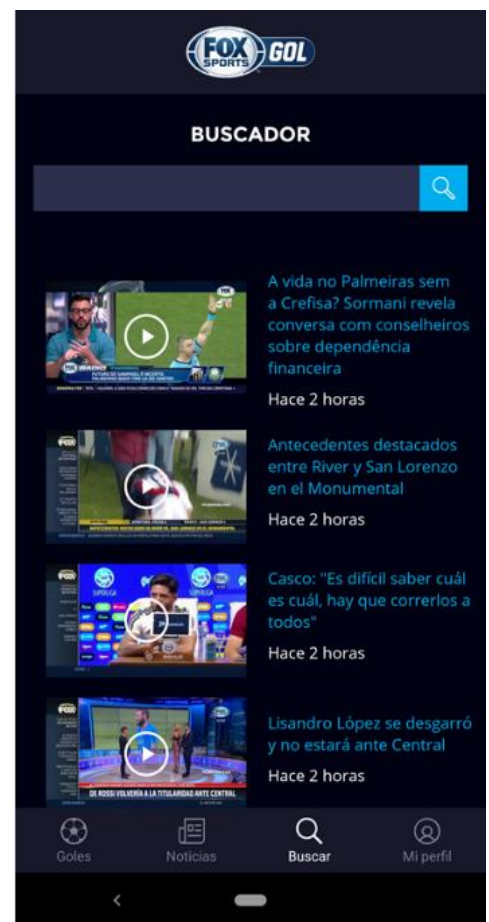 FOX
SPORTS
GOL
BUSCADOR
A vida no Palmeiras sem
a Crefisa? Sormani revela
conversa com conselheiros
sobre dependência
financeira
Hace 2 horas
Antecedentes destacados
entre River y San Lorenzo
en el Monumental
Hace 2 horas
Casco: "Es difícil saber cuál
es cuál, hay que correrlos a
todos"
Hace 2 horas
DE ROSSI VOLVERÍA A LA TITULARIDAD ANTE CENTRAL
Lisandro López se desgarró
y no estará ante Central
Hace 2 horas
Goles
Noticias
Buscar
Mi perfil